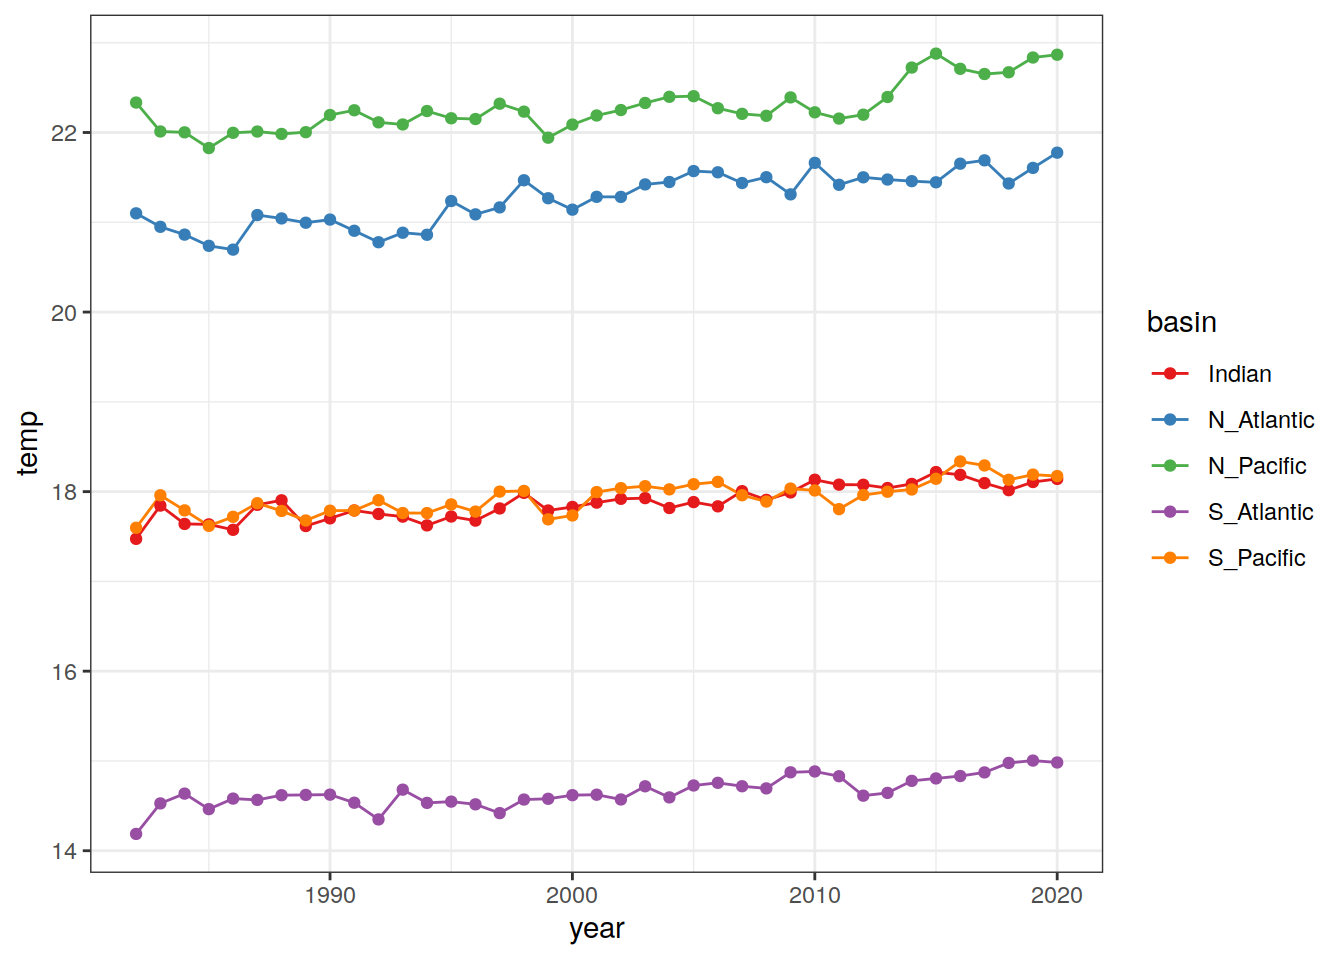 22
20
18
16
14
temp
1990
2000
2010
2020
year
basin
Indian
N_Atlantic
N_Pacific
S_Atlantic
S_Pacific